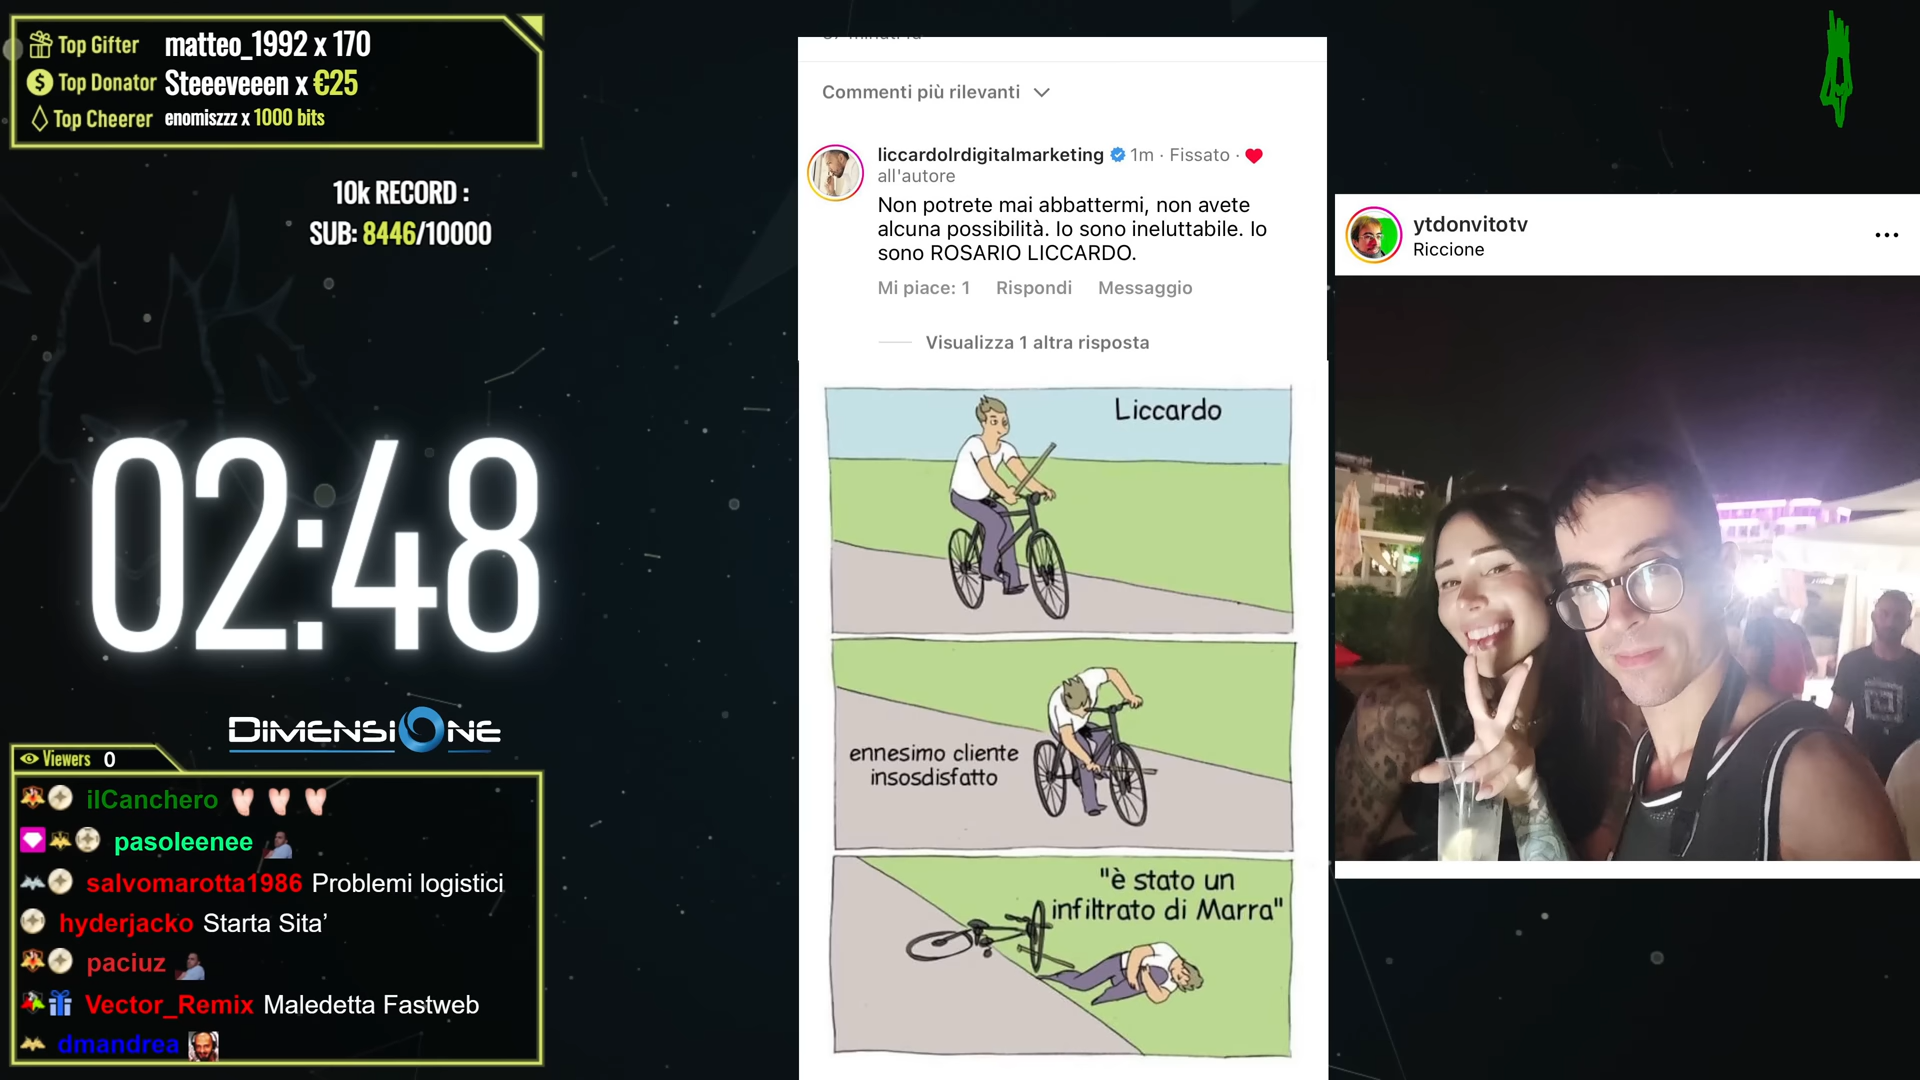 Top Gifter matteo_1992 x 170
Top Donator Steeeveeen x €25
Top Cheerer enomiszzz x 1000 bits
10k RECORD :
SUB: 8446/10000
02:48
DIMENSIONE
Viewers 0
ilCanchero
pasoleenee
salvomarotta1986 Problemi logistici
hyderjacko Starta Sita’
paciuz
Vector_Remix Maledetta Fastweb
dmandrea
Commenti più rilevanti
liccardolrdigitalmarketing 1m · Fissato ·
all'autore
Non potrete mai abbattermi, non avete
alcuna possibilità. Io sono ineluttabile. Io
sono ROSARIO LICCARDO.
Mi piace: 1 Rispondi Messaggio
Visualizza 1 altra risposta
Liccardo
ennesimo cliente
insosdisfatto
"è stato un
infiltrato di Marra"
ytdonvitotv
Riccione